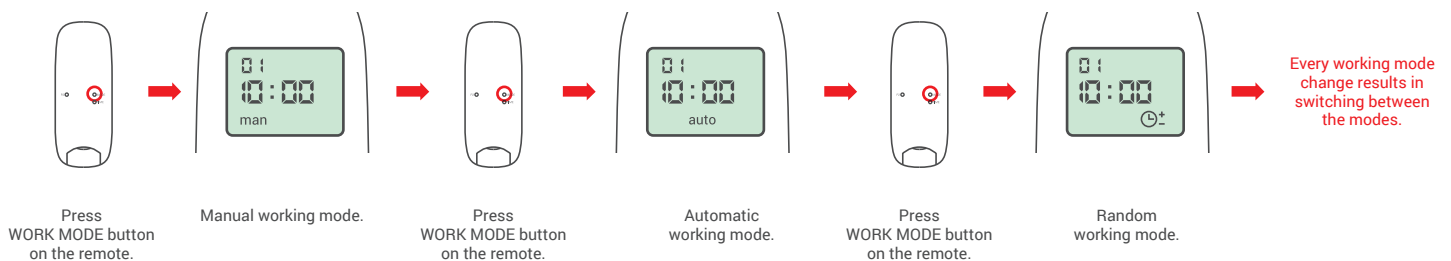 01
10:00
man
01
10:00
auto
01
10:00
Every working mode
change results in
switching between
the modes.
Press
WORK MODE button
on the remote.
Manual working mode.
Press
WORK MODE button
on the remote.
Automatic
working mode.
Press
WORK MODE button
on the remote.
Random
working mode.